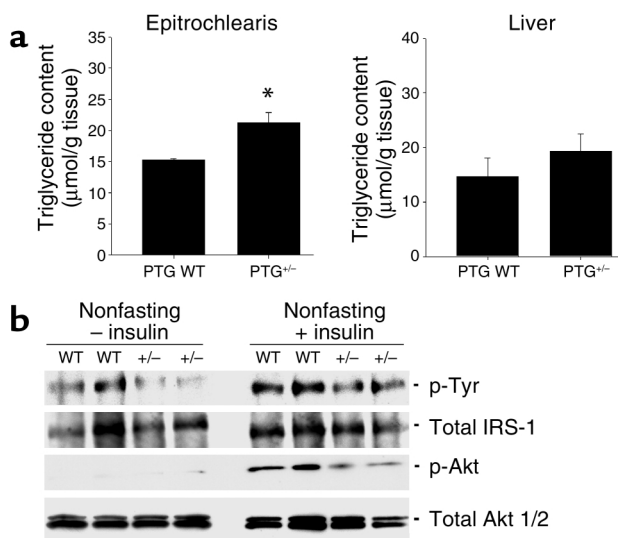 a
Epitrochlearis
Triglyceride content
(μmol/g tissue)
35
30
25
20
15
10
5
0
PTG WT
PTG+/–
*
Liver
Triglyceride content
(μmol/g tissue)
40
30
20
10
0
PTG WT
PTG+/–
b
Nonfasting
– insulin
Nonfasting
+ insulin
WT WT +/– +/–
WT WT +/– +/–
- p-Tyr
- Total IRS-1
- p-Akt
- Total Akt 1/2